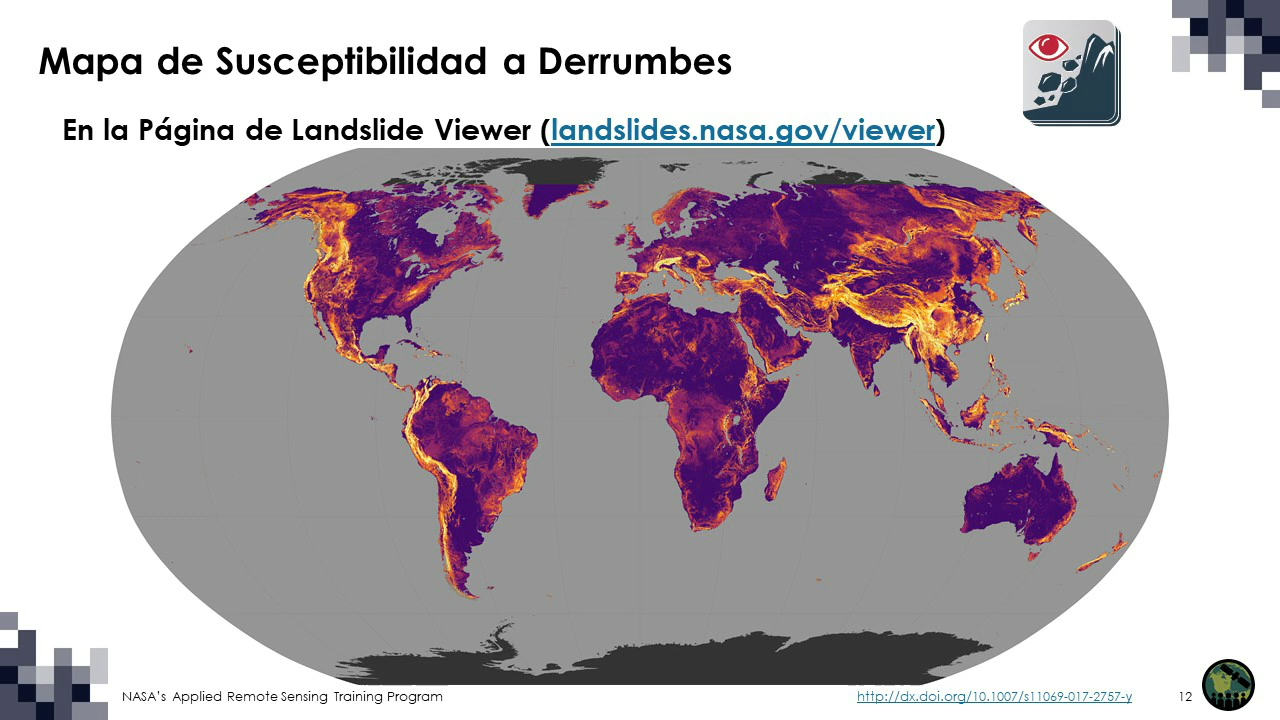 Mapa de Susceptibilidad a Derrumbes
En la Página de Landslide Viewer (landslides.nasa.gov/viewer)
NASA's Applied Remote Sensing Training Program
http://dx.doi.org/10.1007/s11069-017-2757-y
12